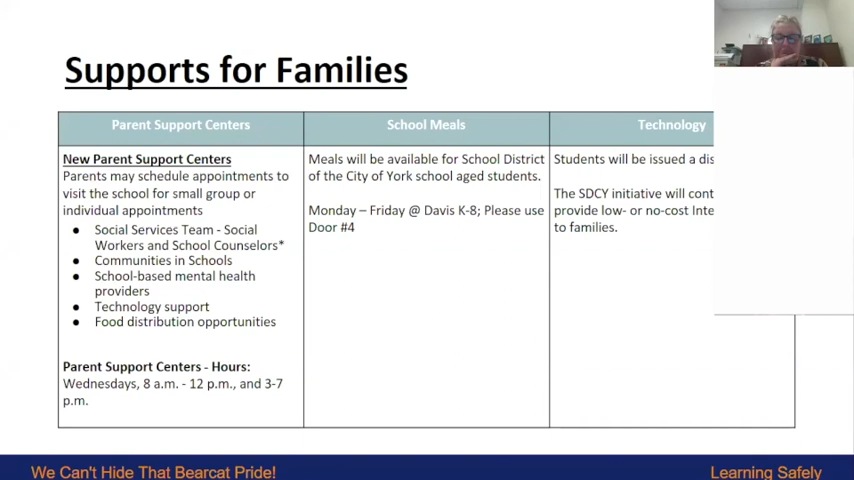 Supports for Families
Parent Support Centers
School Meals
Technology
New Parent Support Centers
Parents may schedule appointments to
visit the school for small group or
individual appointments
● Social Services Team - Social
Workers and School Counselors*
● Communities in Schools
● School-based mental health
providers
● Technology support
● Food distribution opportunities
Parent Support Centers - Hours:
Wednesdays, 8 a.m. - 12 p.m., and 3-7
p.m.
Meals will be available for School District
of the City of York school aged students.
Monday – Friday @ Davis K-8; Please use
Door #4
Students will be issued a
The SDCY initiative will
provide low- or no-cost
to families.
We Can't Hide That Bearcat Pride!
Learning Safely